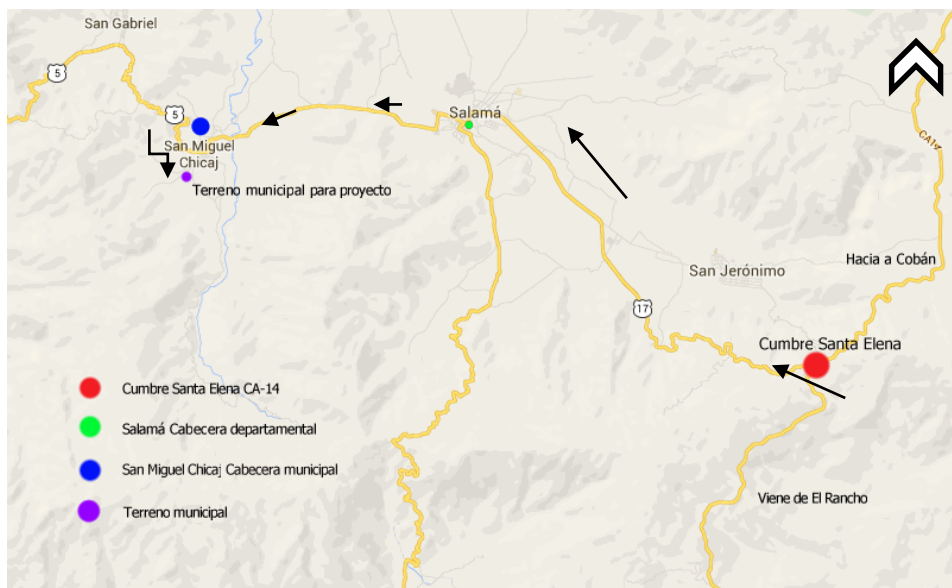 San Gabriel
5
5
San Miguel
Chicaj
Terreno municipal para proyecto
Salamá
CA14
Hacia a Cobán
San Jerónimo
17
Cumbre Santa Elena
Viene de El Rancho
Cumbre Santa Elena CA-14
Salamá Cabecera departamental
San Miguel Chicaj Cabecera municipal
Terreno municipal